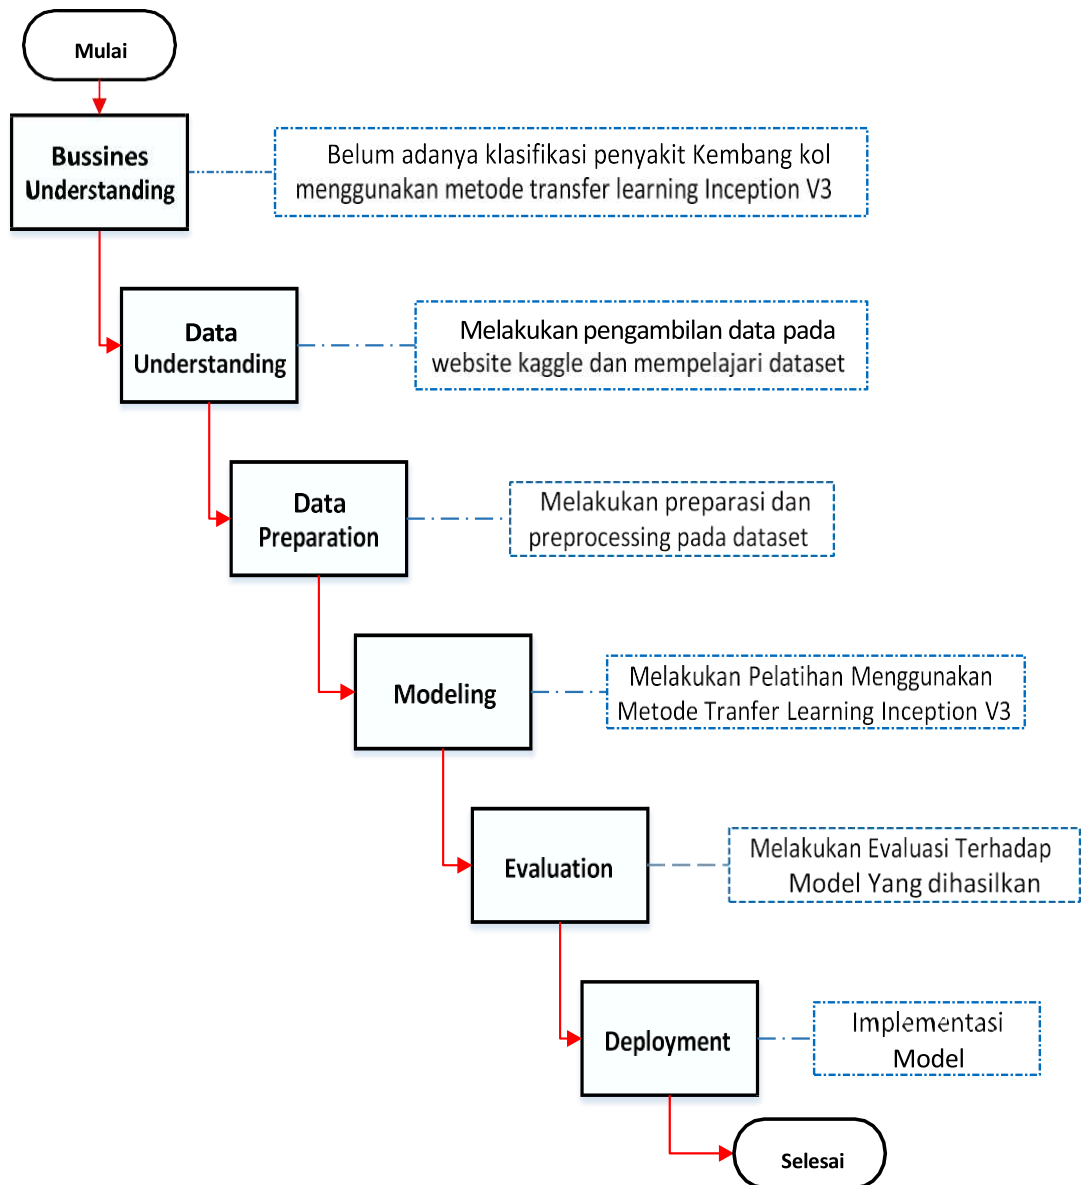 Mulai
Bussines
Understanding
Belum adanya klasifikasi penyakit Kembang kol
menggunakan metode transfer learning Inception V3
Data
Understanding
Melakukan pengambilan data pada
website kaggle dan mempelajari dataset
Data
Preparation
Melakukan preparasi dan
preprocessing pada dataset
Modeling
Melakukan Pelatihan Menggunakan
Metode Tranfer Learning Inception V3
Evaluation
Melakukan Evaluasi Terhadap
Model Yang dihasilkan
Deployment
Implementasi
Model
Selesai